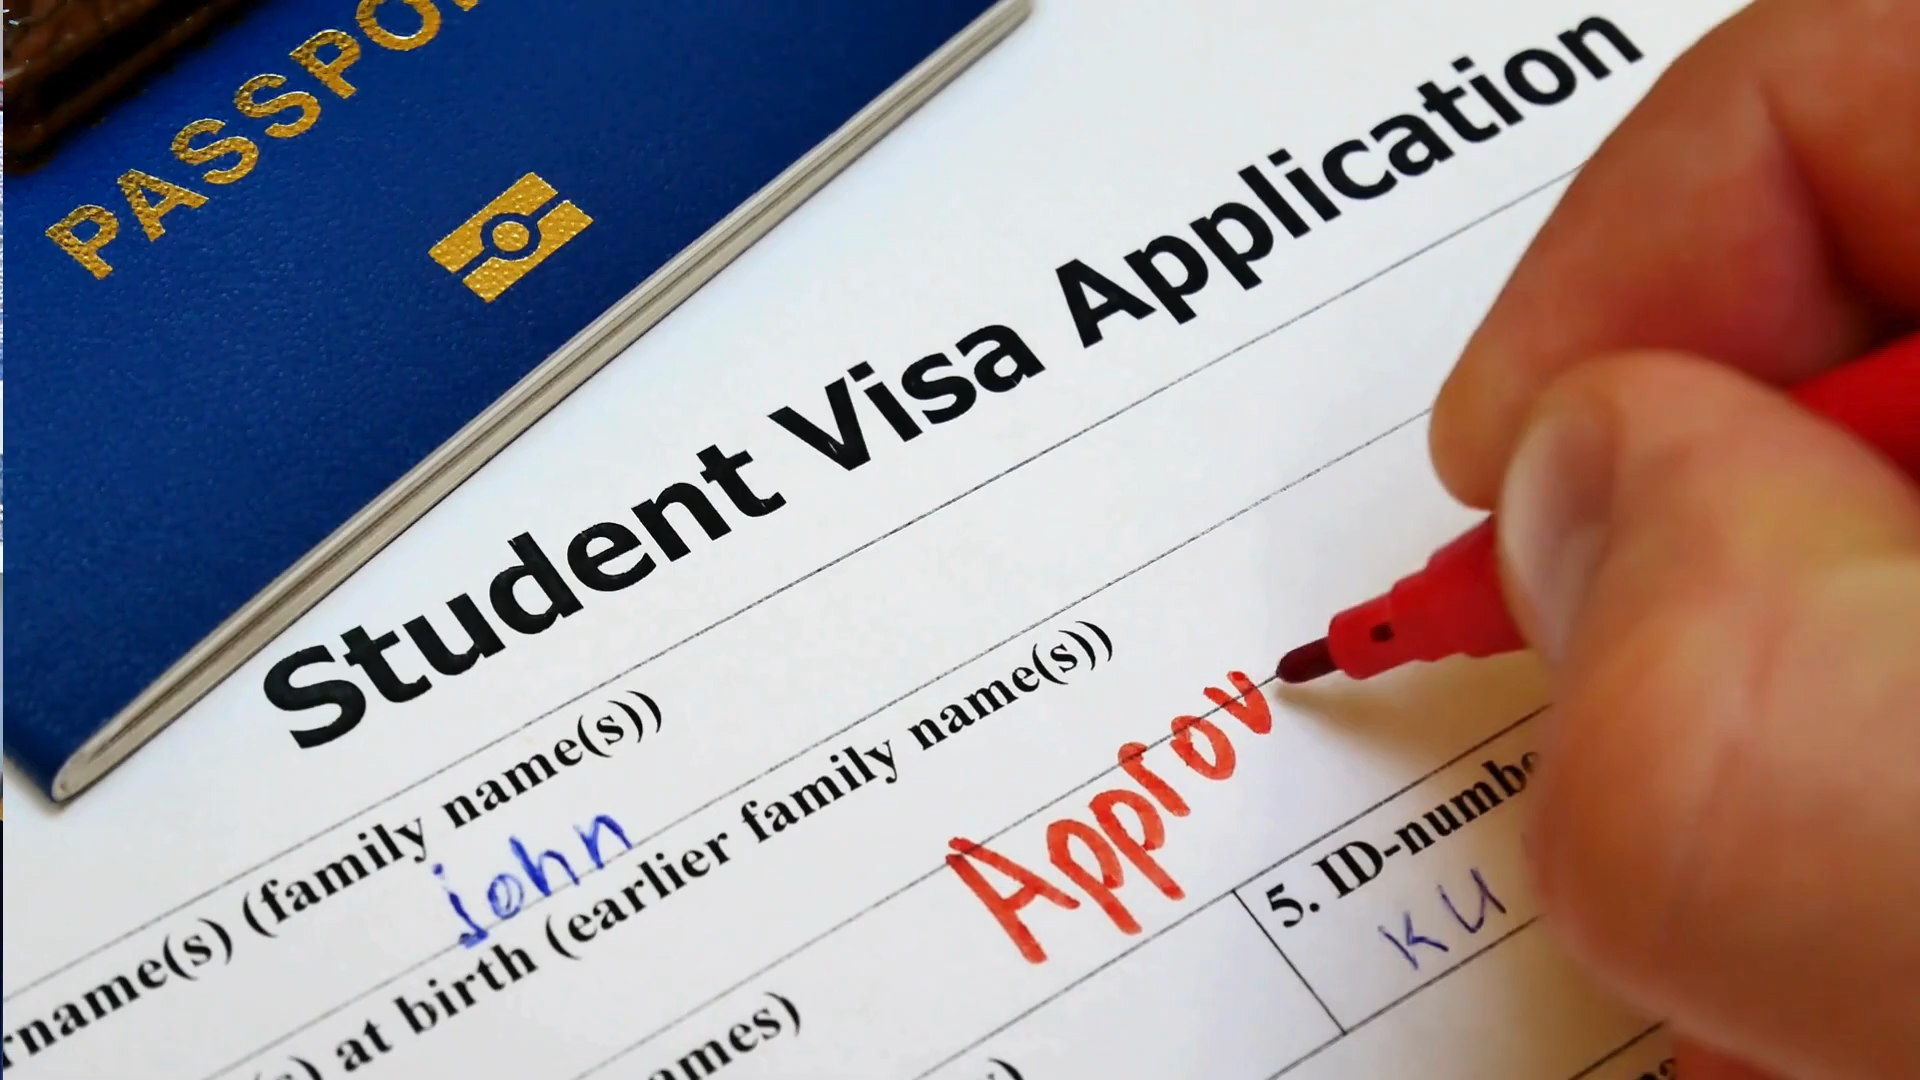 PASSPO
Student Visa Application
rname(s) (family name(s))
john
) at birth (earlier family name(s))
Approv
ames)
5. ID-numbe
KU